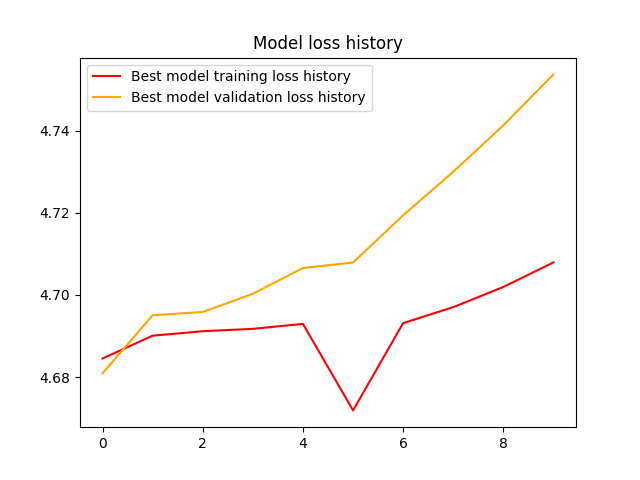 Model loss history
Best model training loss history
Best model validation loss history
4.74
4.72
4.70
4.68
0 2 4 6 8